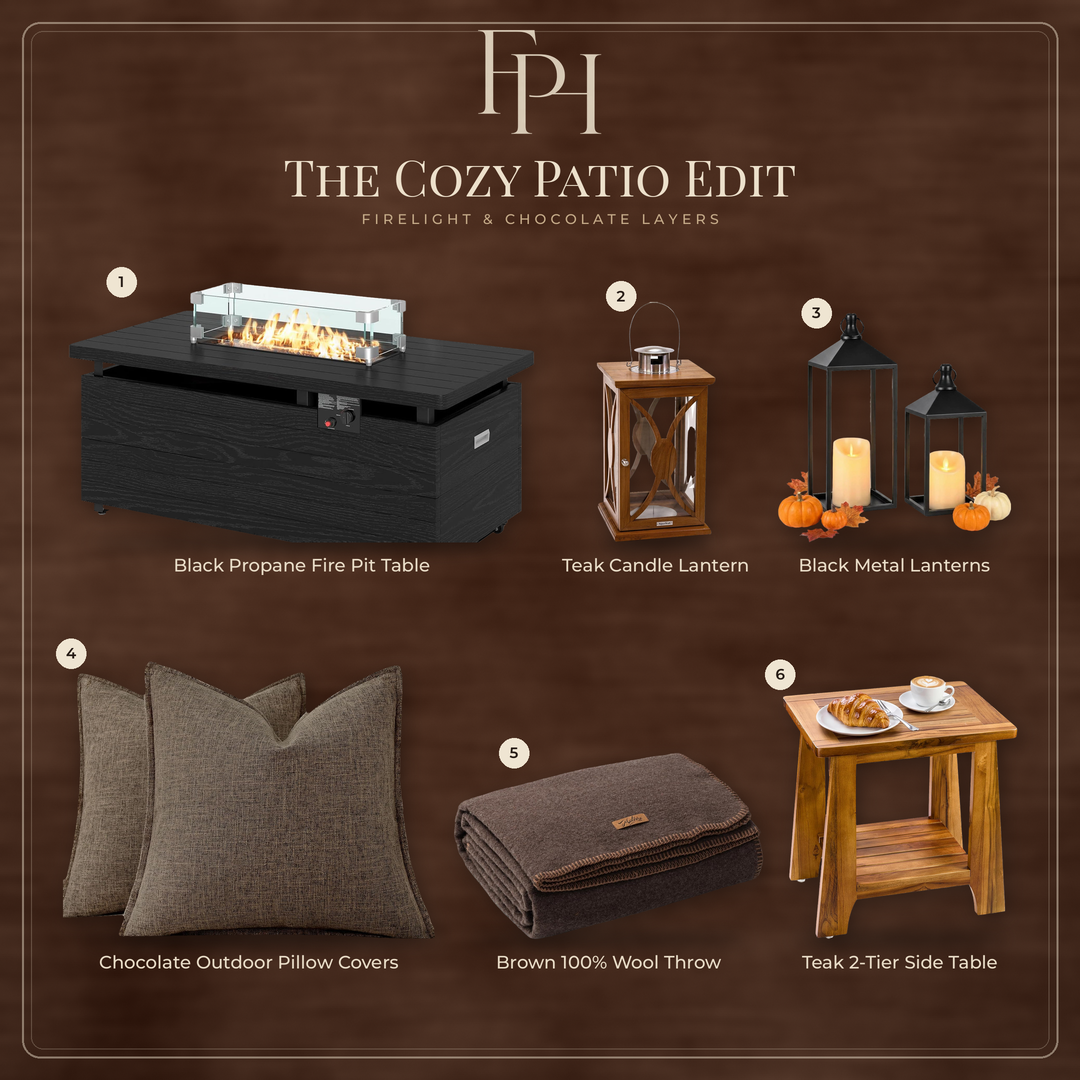 FPH
The Cozy Patio Edit
FIRELIGHT & CHOCOLATE LAYERS
1
2
3
Black Propane Fire Pit Table
Teak Candle Lantern
Black Metal Lanterns
4
5
6
Chocolate Outdoor Pillow Covers
Brown 100% Wool Throw
Teak 2-Tier Side Table